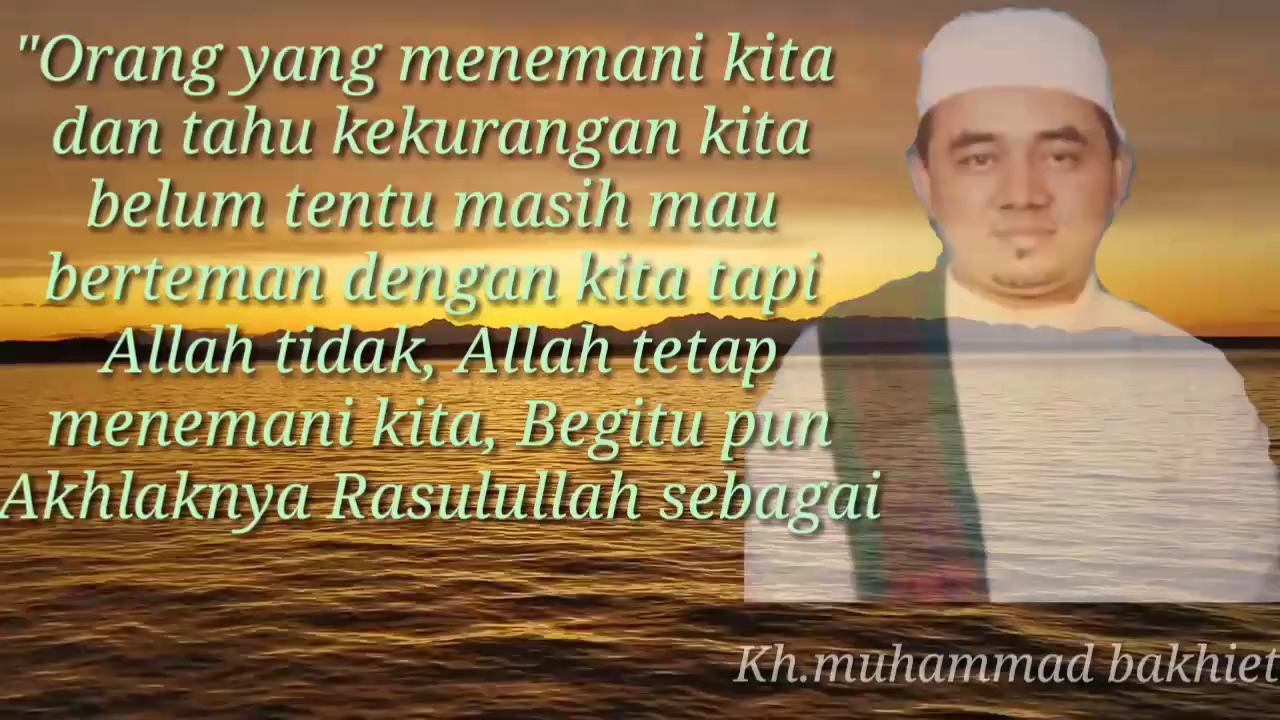 "Orang yang menemani kita
dan tahu kekurangan kita
belum tentu masih mau
berteman dengan kita tapi
Allah tidak, Allah tetap
menemani kita, Begitu pun
Akhlaknya Rasulullah sebagai
Kh.muhammad bakhiet